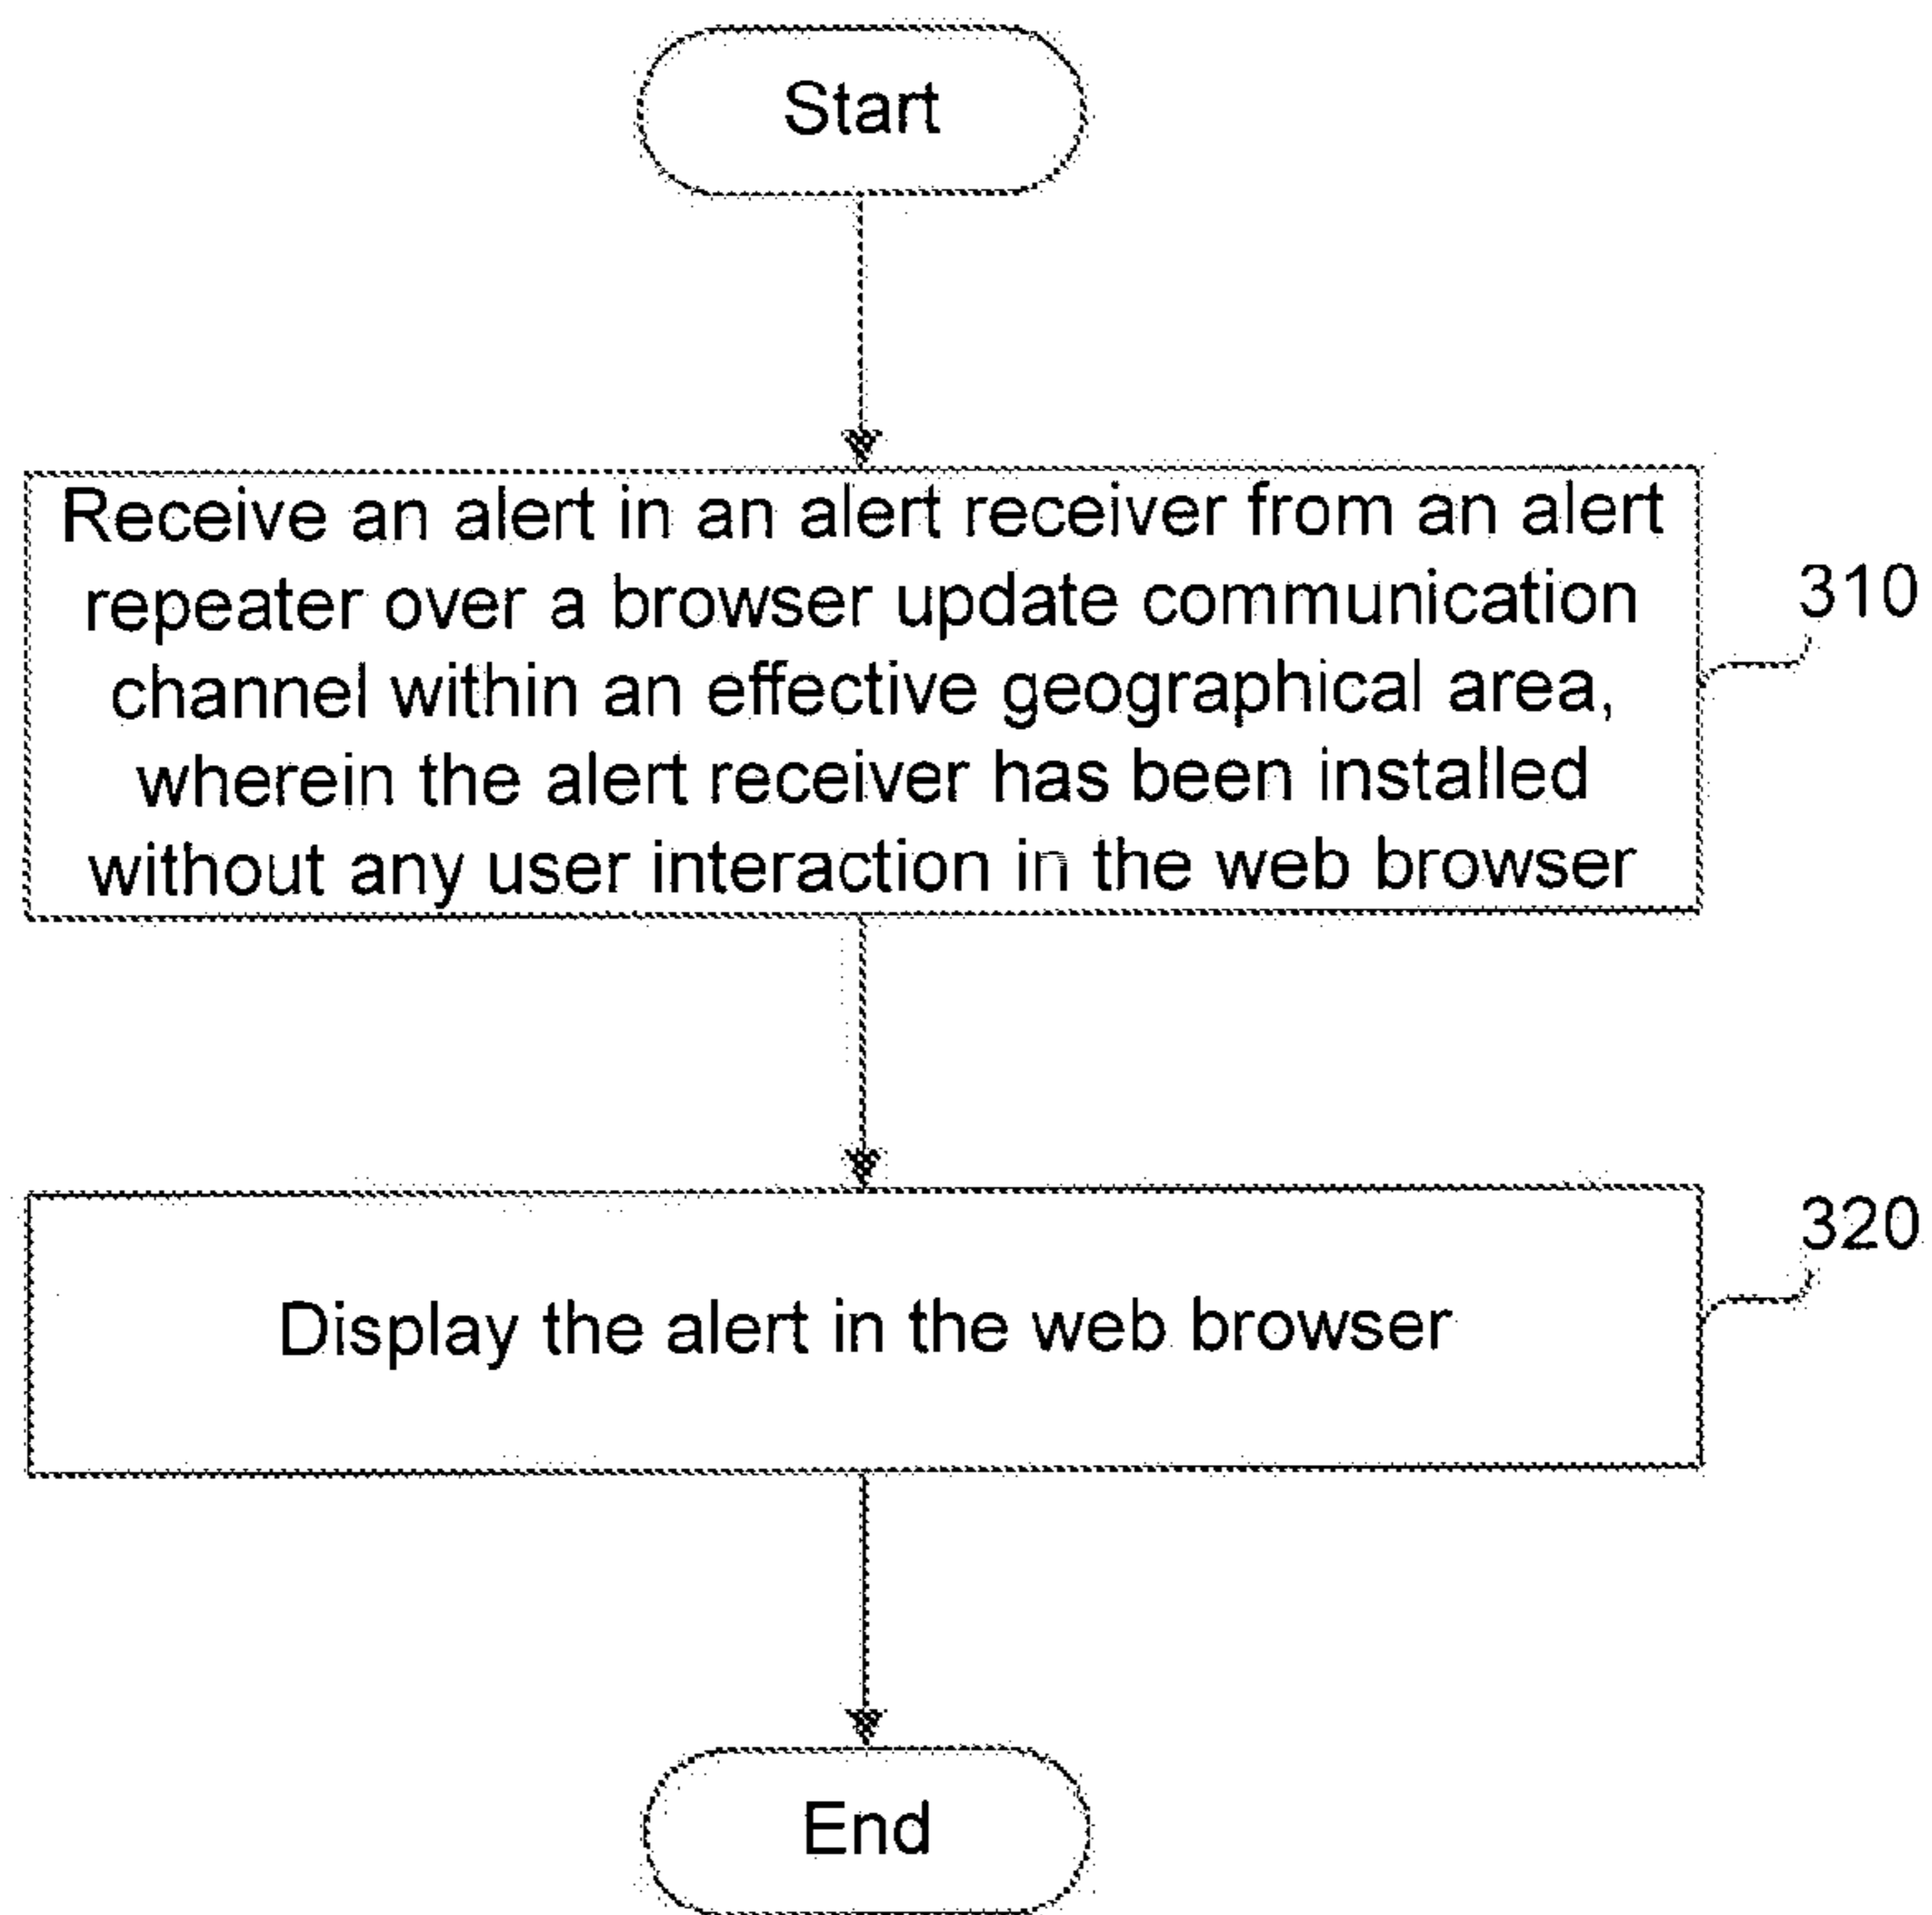 Start
Receive an alert in an alert receiver from an alert
repeater over a browser update communication
channel within an effective geographical area,
wherein the alert receiver has been installed
without any user interaction in the web browser
310
Display the alert in the web browser
320
End